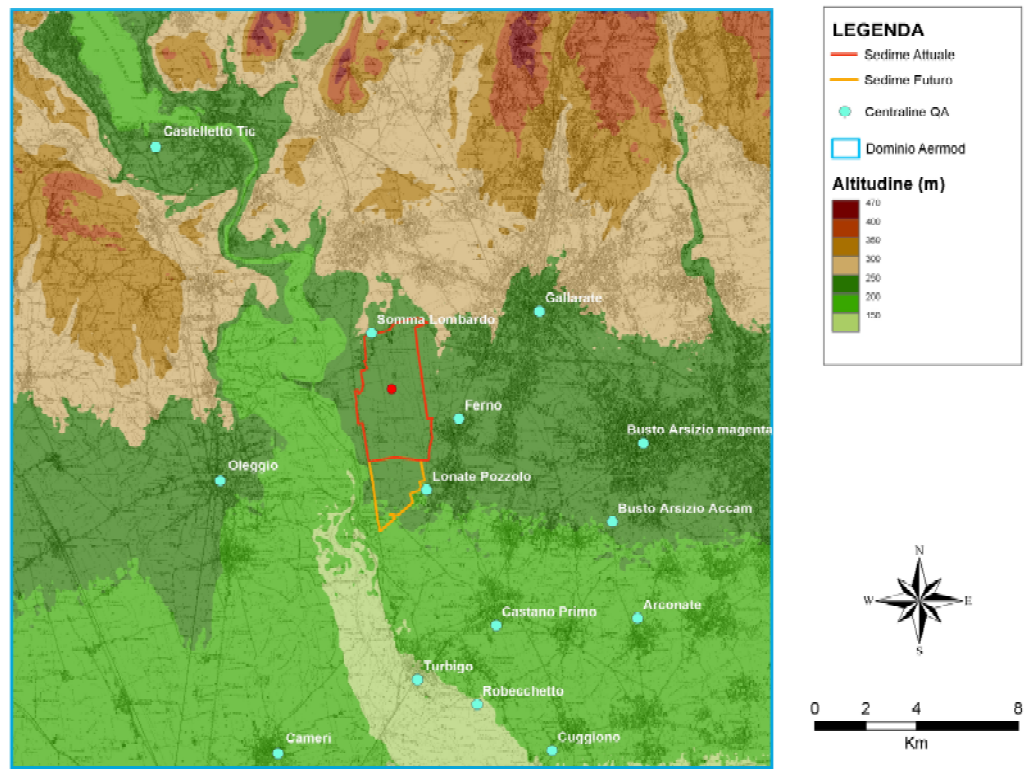 Castelletto Tic
Somma Lombardo
Gallarate
Ferno
Busto Arsizio magenta
Oleggio
Lonate Pozzolo
Busto Arsizio Accam
Castano Primo
Arconate
Turbigo
Robecchetto
Cameri
Cuggiono
LEGENDA
Sedime Attuale
Sedime Futuro
Centraline QA
Dominio Aermod
Altitudine (m)
470
400
350
300
250
200
150
N
W E
S
0 2 4 8
Km